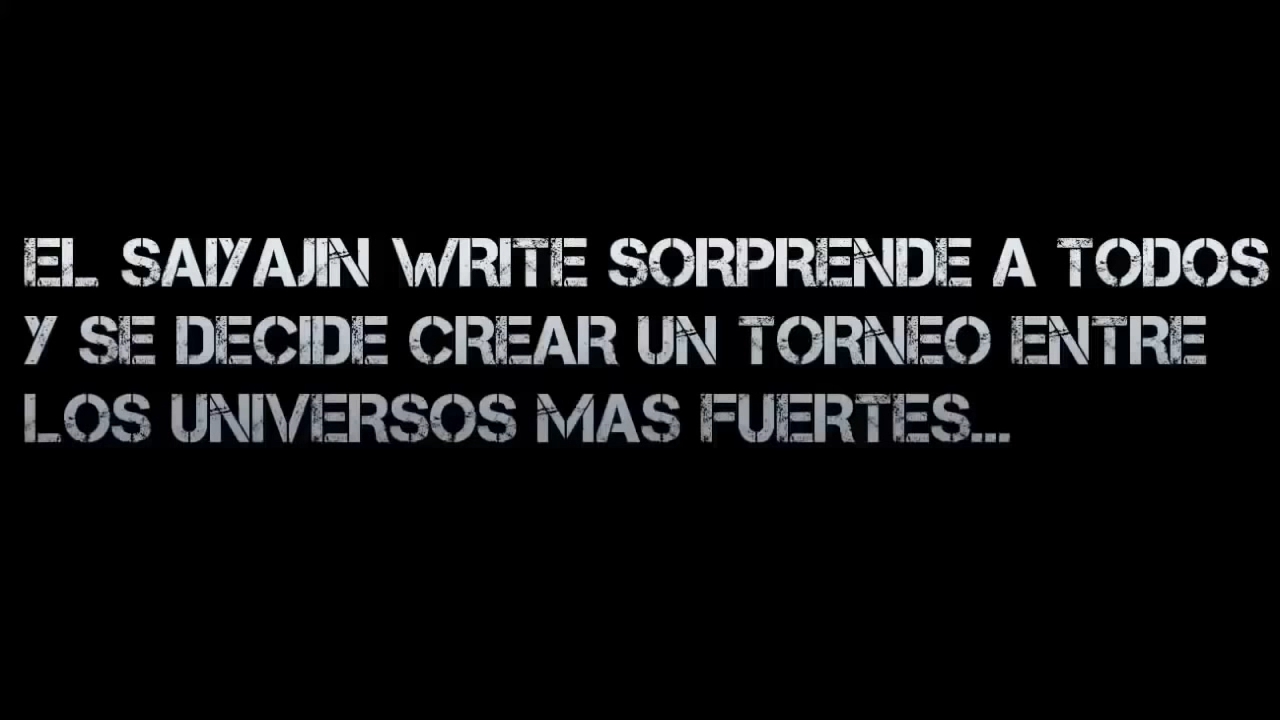 EL SAIYAJIN WRITE SORPRENDE A TODOS
Y SE DECIDE CREAR UN TORNEO ENTRE
LOS UNIVERSOS MAS FUERTES...